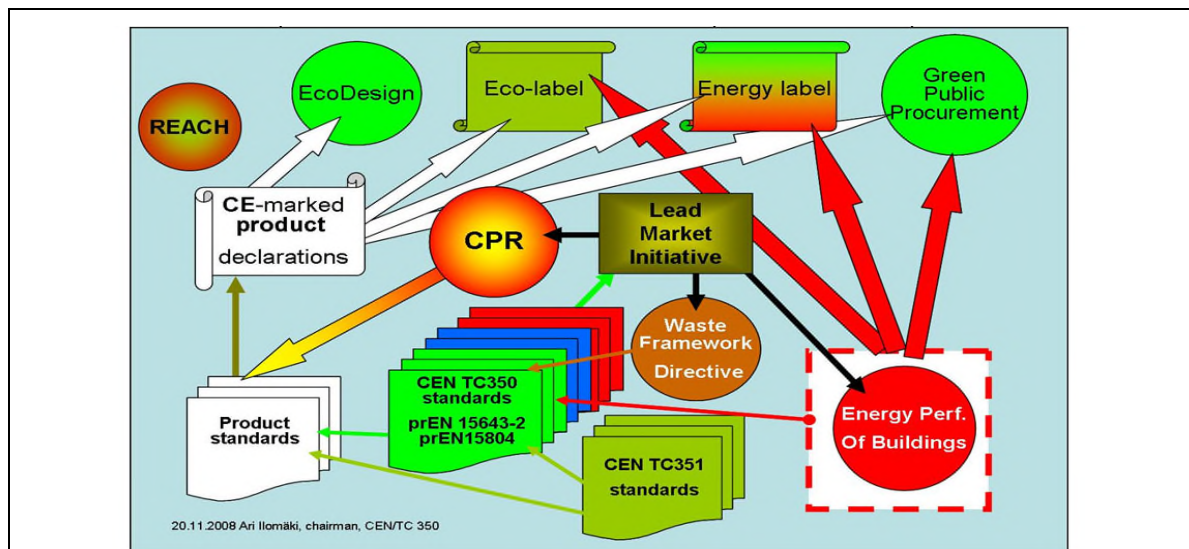 EcoDesign
Eco-label
Energy label
Green
Public
Procurement
REACH
CE-marked
product
declarations
CPR
Lead
Market
Initiative
Waste
Framework
Directive
CEN TC350
standards
prEN 15643-2
prEN15804
Product
standards
Energy Perf.
Of Buildings
CEN TC351
standards
20.11.2008 Ari Ilomäki, chairman, CEN/TC 350